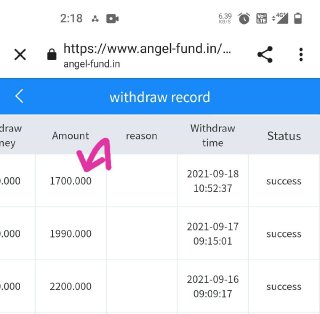 2:18
6.39
KB/S
4G
https://www.angel-fund.in/...
angel-fund.in
withdraw record
draw
ney Amount reason Withdraw
time Status
.000 1700.000 2021-09-18
10:52:37 success
.000 1990.000 2021-09-17
09:15:01 success
.000 2200.000 2021-09-16
09:09:17 success